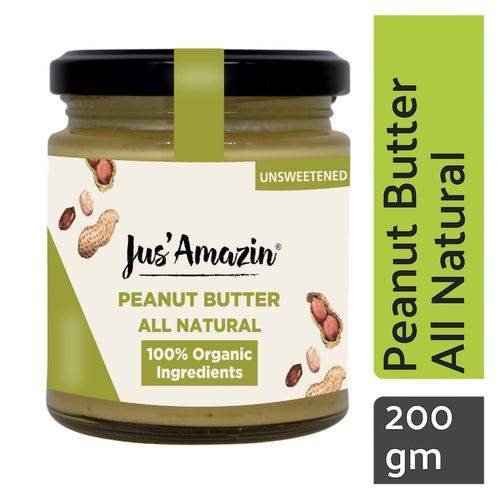 UNSWEETENED
Jus'Amazin®
PEANUT BUTTER
ALL NATURAL
100% Organic
Ingredients
Peanut Butter
All Natural
200
gm